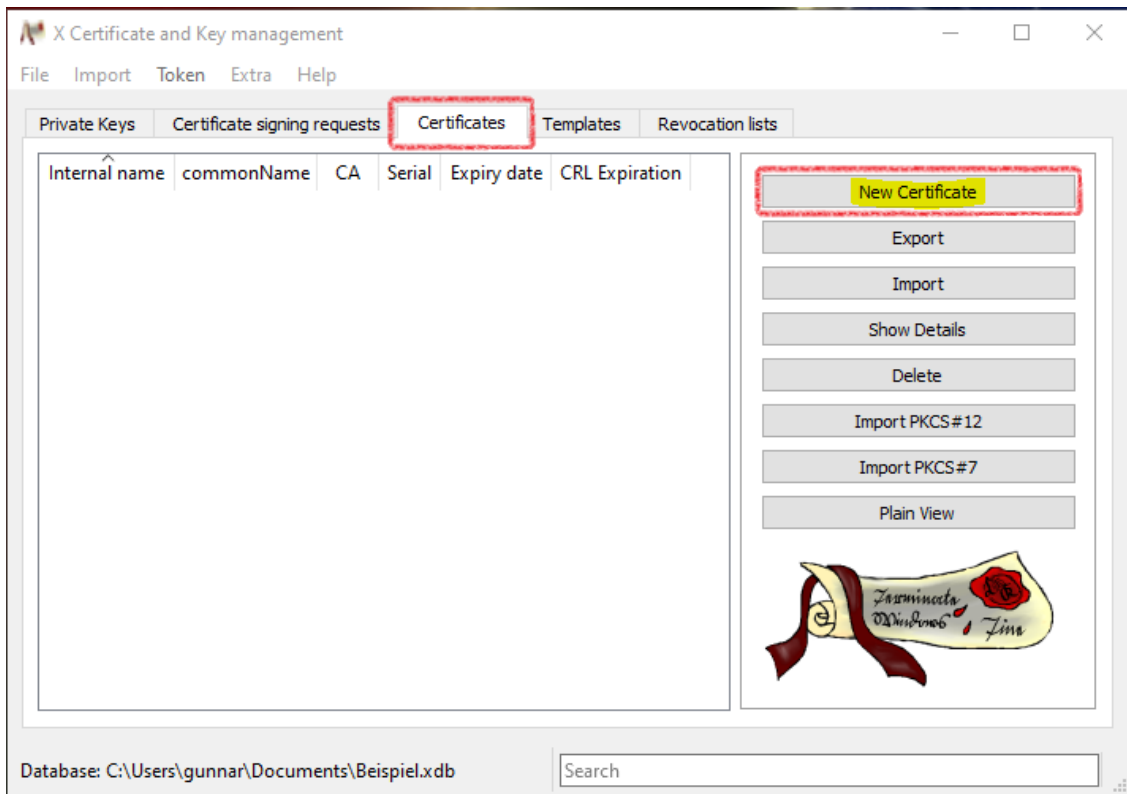 X Certificate and Key management
File Import Token Extra Help
Private Keys Certificate signing requests Certificates Templates Revocation lists
Internal name commonName CA Serial Expiry date CRL Expiration
New Certificate
Export
Import
Show Details
Delete
Import PKCS#12
Import PKCS#7
Plain View
Database: C:\Users\gunnar\Documents\Beispiel.xdb
Search